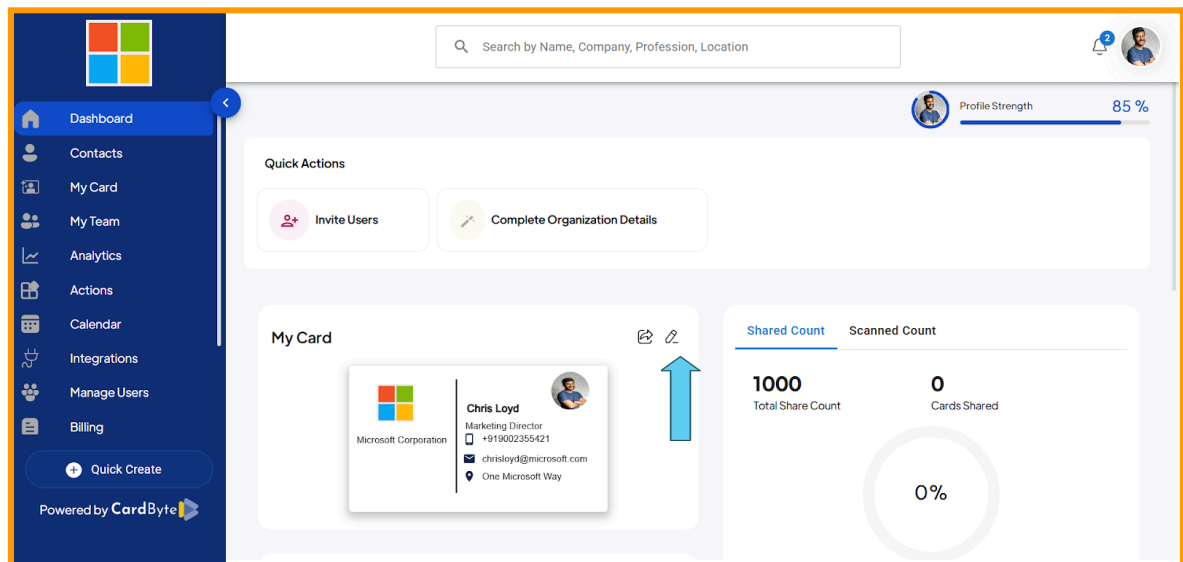 Search by Name, Company, Profession, Location
2
Dashboard
Contacts
My Card
My Team
Analytics
Actions
Calendar
Integrations
Manage Users
Billing
Quick Create
Powered by CardByte
Profile Strength
85 %
Quick Actions
Invite Users
Complete Organization Details
My Card
Microsoft Corporation
Chris Loyd
Marketing Director
+919002355421
chrisloyd@microsoft.com
One Microsoft Way
Shared Count
Scanned Count
1000
Total Share Count
0
Cards Shared
0%